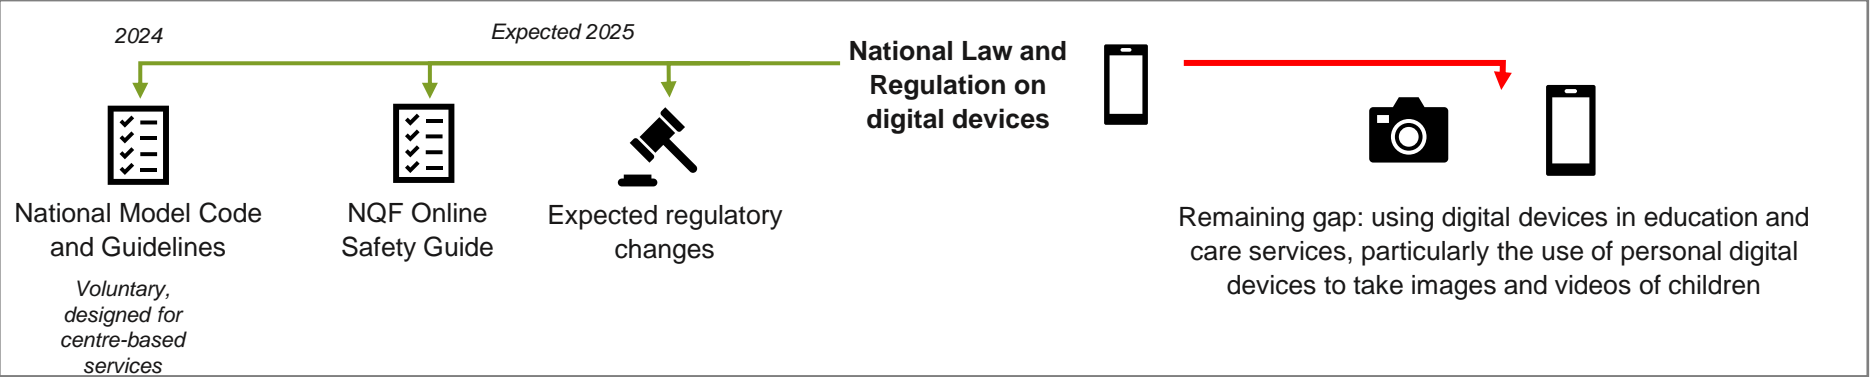 2024
Expected 2025
National Law and
Regulation on
digital devices
National Model Code
and Guidelines
Voluntary,
designed for
centre-based
services
NQF Online
Safety Guide
Expected regulatory
changes
Remaining gap: using digital devices in education and
care services, particularly the use of personal digital
devices to take images and videos of children